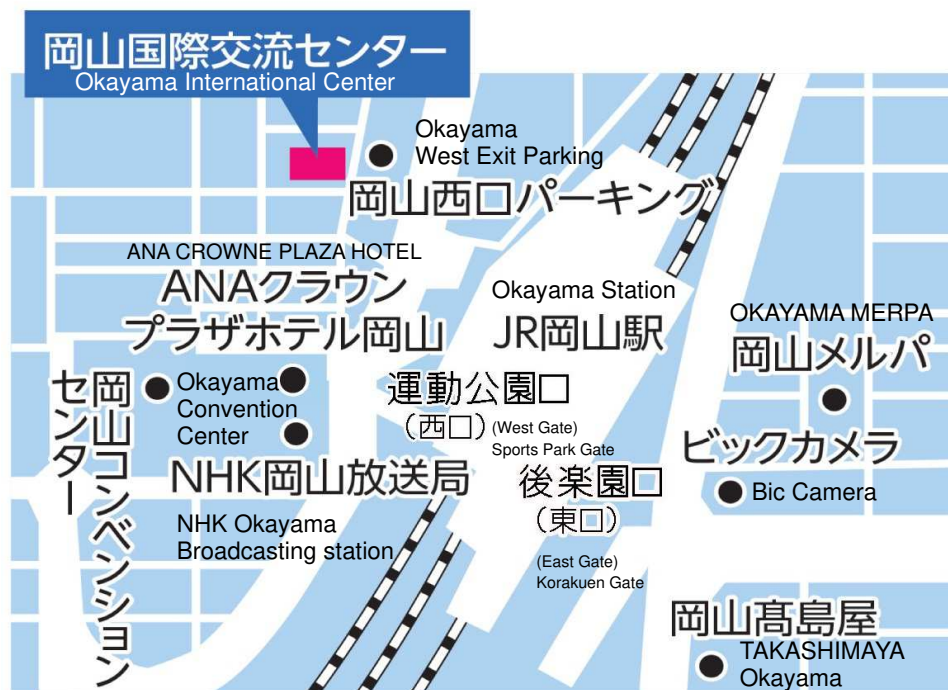 岡山国際交流センター
Okayama International Center
Okayama
West Exit Parking
岡山西口パーキング
ANA CROWNE PLAZA HOTEL
ANAクラウン
プラザホテル岡山
Okayama Station
JR岡山駅
OKAYAMA MERPA
岡山メルパ
岡山コンベンション
センター
Okayama
Convention
Center
運動公園口
(西口)
(West Gate)
Sports Park Gate
NHK岡山放送局
NHK Okayama
Broadcasting station
後楽園口
(東口)
(East Gate)
Korakuen Gate
ビックカメラ
Bic Camera
岡山髙島屋
TAKASHIMAYA
Okayama